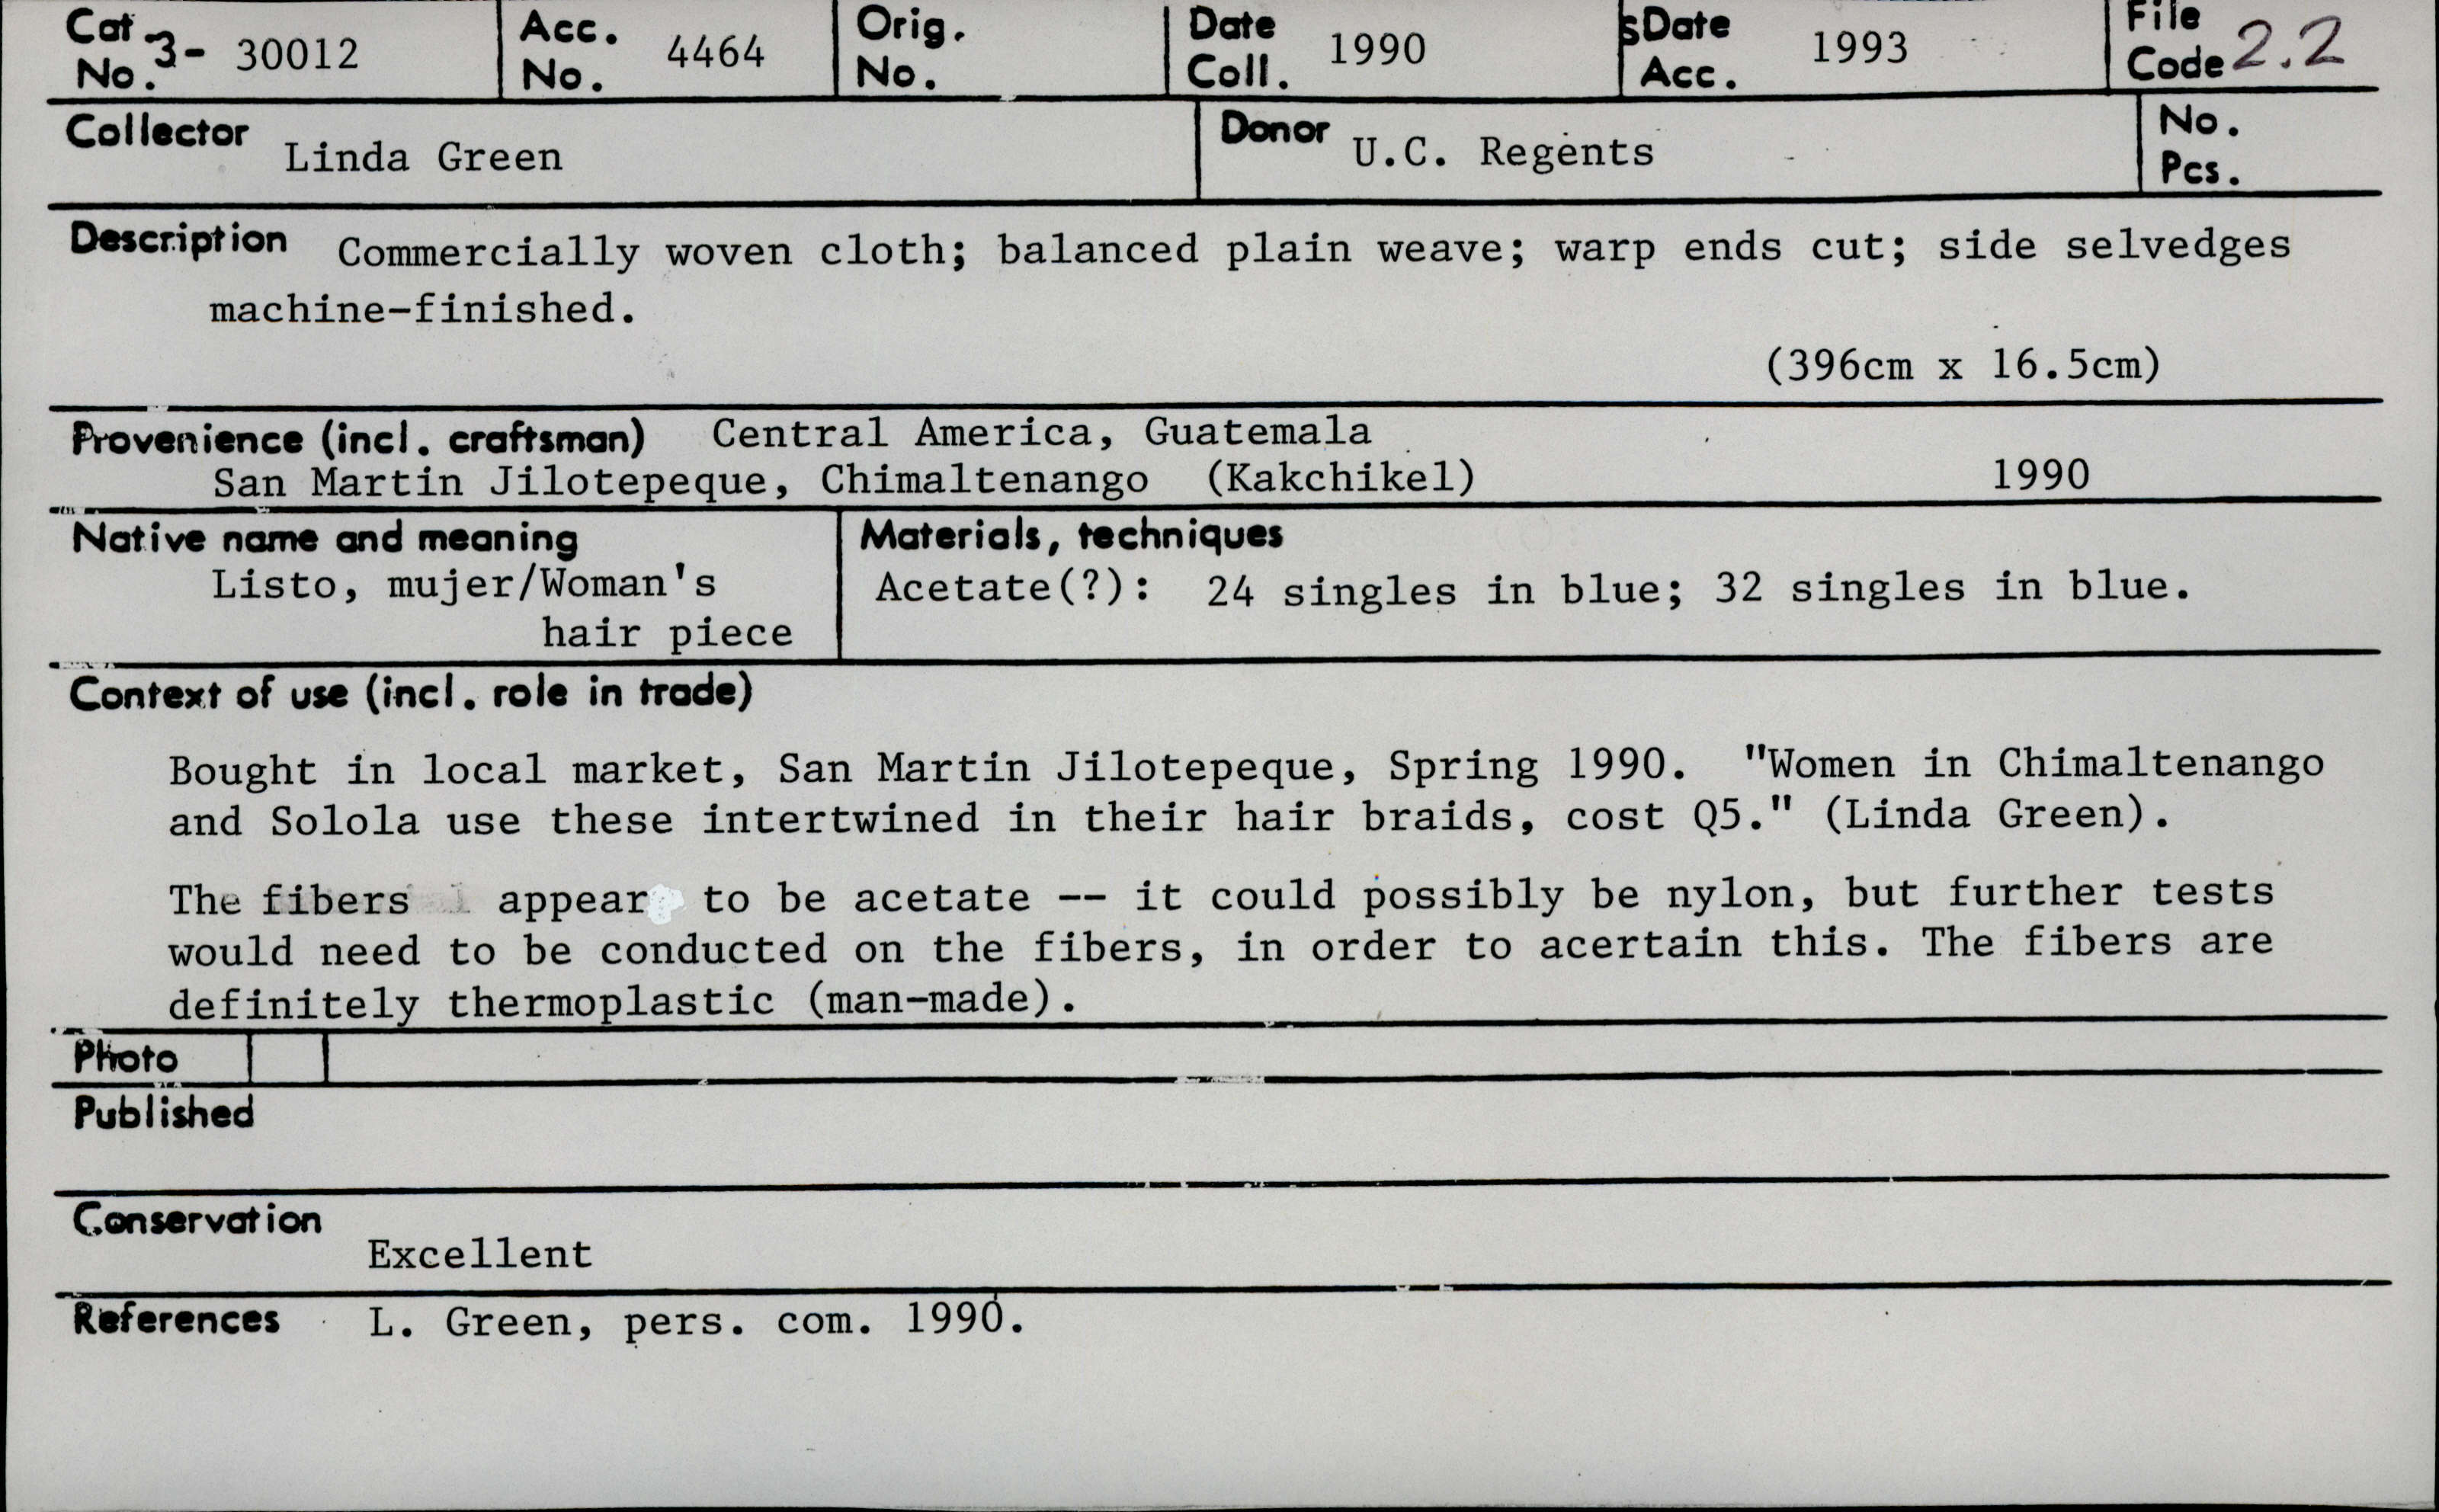 Cat. No. 3- 30012 Acc. No. 4464 Orig. No. Date Coll. 1990 sDate Acc. 1993 File Code 2.2
Collector Linda Green Donor U.C. Regents No. Pcs.
Description Commercially woven cloth; balanced plain weave; warp ends cut; side selvedges
machine-finished.
(396cm x 16.5cm)
Provenience (incl. craftsman) Central America, Guatemala
San Martin Jilotepeque, Chimaltenango (Kakchikel) 1990
Native name and meaning
Listo, mujer/Woman's
hair piece
Materials, techniques
Acetate(?): 24 singles in blue; 32 singles in blue.
Context of use (incl. role in trade)
Bought in local market, San Martin Jilotepeque, Spring 1990. "Women in Chimaltenango
and Solola use these intertwined in their hair braids, cost Q5." (Linda Green).
The fibers appear to be acetate -- it could possibly be nylon, but further tests
would need to be conducted on the fibers, in order to acertain this. The fibers are
definitely thermoplastic (man-made).
Photo
Published
Conservation
Excellent
References L. Green, pers. com. 1990.